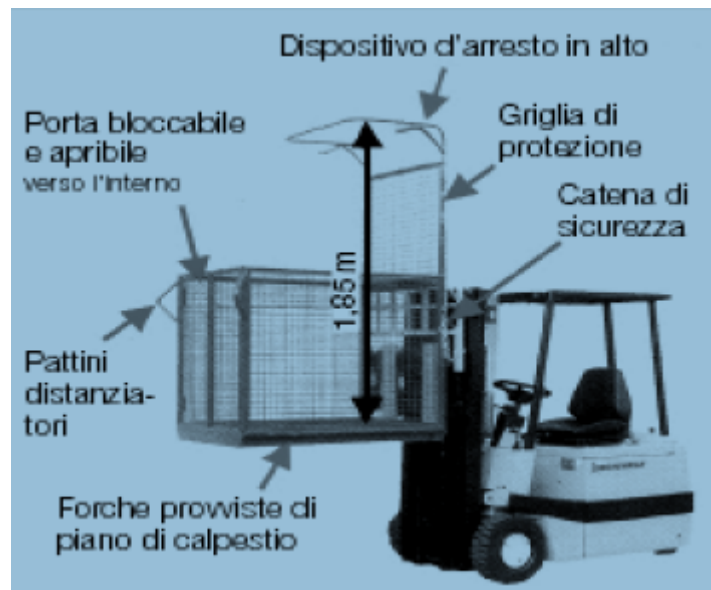 Dispositivo d'arresto in alto
Porta bloccabile
e apribile
verso l'interno
Griglia di
protezione
Catena di
sicurezza
1,85 m
Pattini
distanzia-
tori
Forche provviste di
piano di calpestio